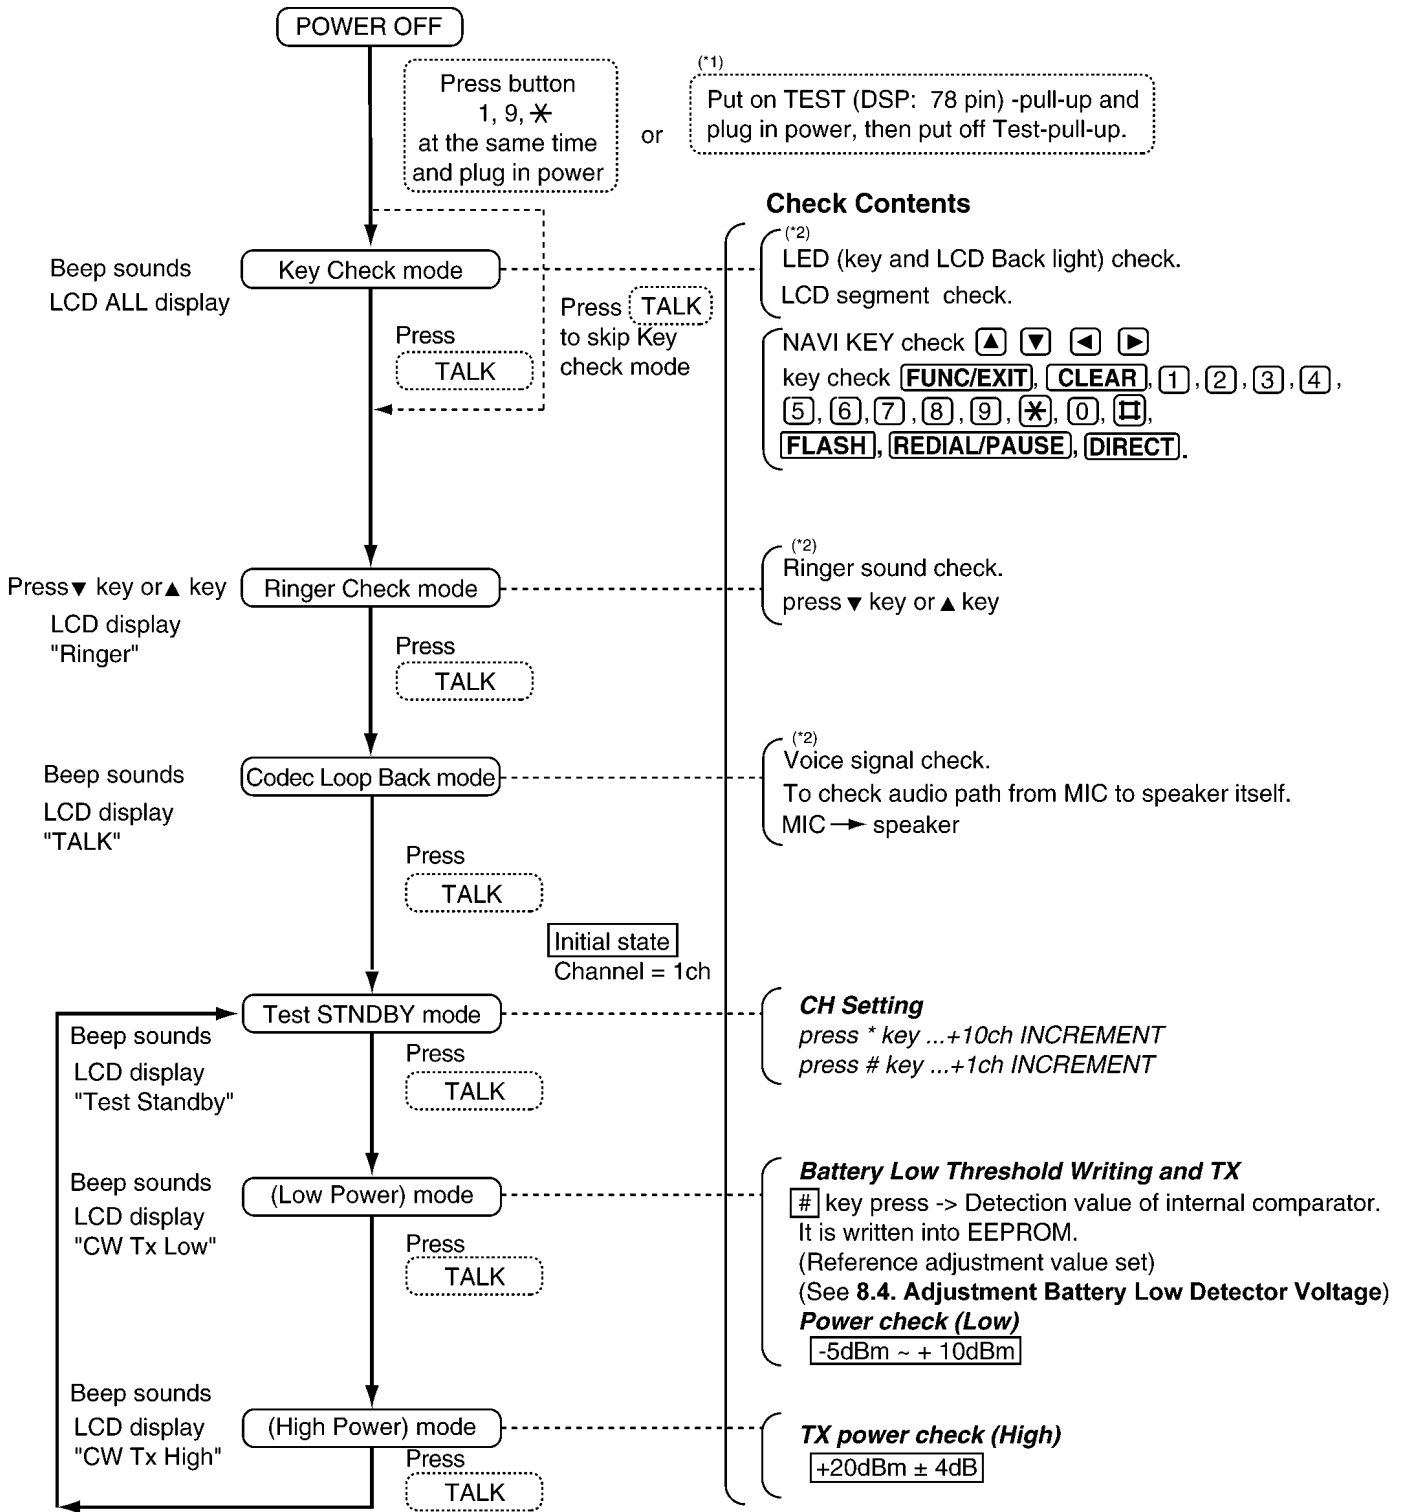 POWER OFF
Press button
1, 9, ✳
at the same time
and plug in power
or
(*1)
Put on TEST (DSP: 78 pin) -pull-up and
plug in power, then put off Test-pull-up.
Check Contents
Beep sounds
LCD ALL display
Key Check mode
(*2)
LED (key and LCD Back light) check.
LCD segment check.
Press
TALK
Press TALK
to skip Key
check mode
NAVI KEY check ▲ ▼ ◄ ►
key check FUNC/EXIT, CLEAR, 1, 2, 3, 4,
5, 6, 7, 8, 9, ✳, 0, #,
FLASH, REDIAL/PAUSE, DIRECT.
Press▼ key or▲ key
LCD display
"Ringer"
Ringer Check mode
(*2)
Ringer sound check.
press ▼ key or ▲ key
Press
TALK
Beep sounds
LCD display
"TALK"
Codec Loop Back mode
(*2)
Voice signal check.
To check audio path from MIC to speaker itself.
MIC → speaker
Press
TALK
Initial state
Channel = 1ch
Test STNDBY mode
Beep sounds
LCD display
"Test Standby"
CH Setting
press * key ...+10ch INCREMENT
press # key ...+1ch INCREMENT
Press
TALK
Beep sounds
LCD display
"CW Tx Low"
(Low Power) mode
Battery Low Threshold Writing and TX
# key press -> Detection value of internal comparator.
It is written into EEPROM.
(Reference adjustment value set)
(See 8.4. Adjustment Battery Low Detector Voltage)
Power check (Low)
-5dBm ~ + 10dBm
Press
TALK
Beep sounds
LCD display
"CW Tx High"
(High Power) mode
TX power check (High)
+20dBm ± 4dB
Press
TALK